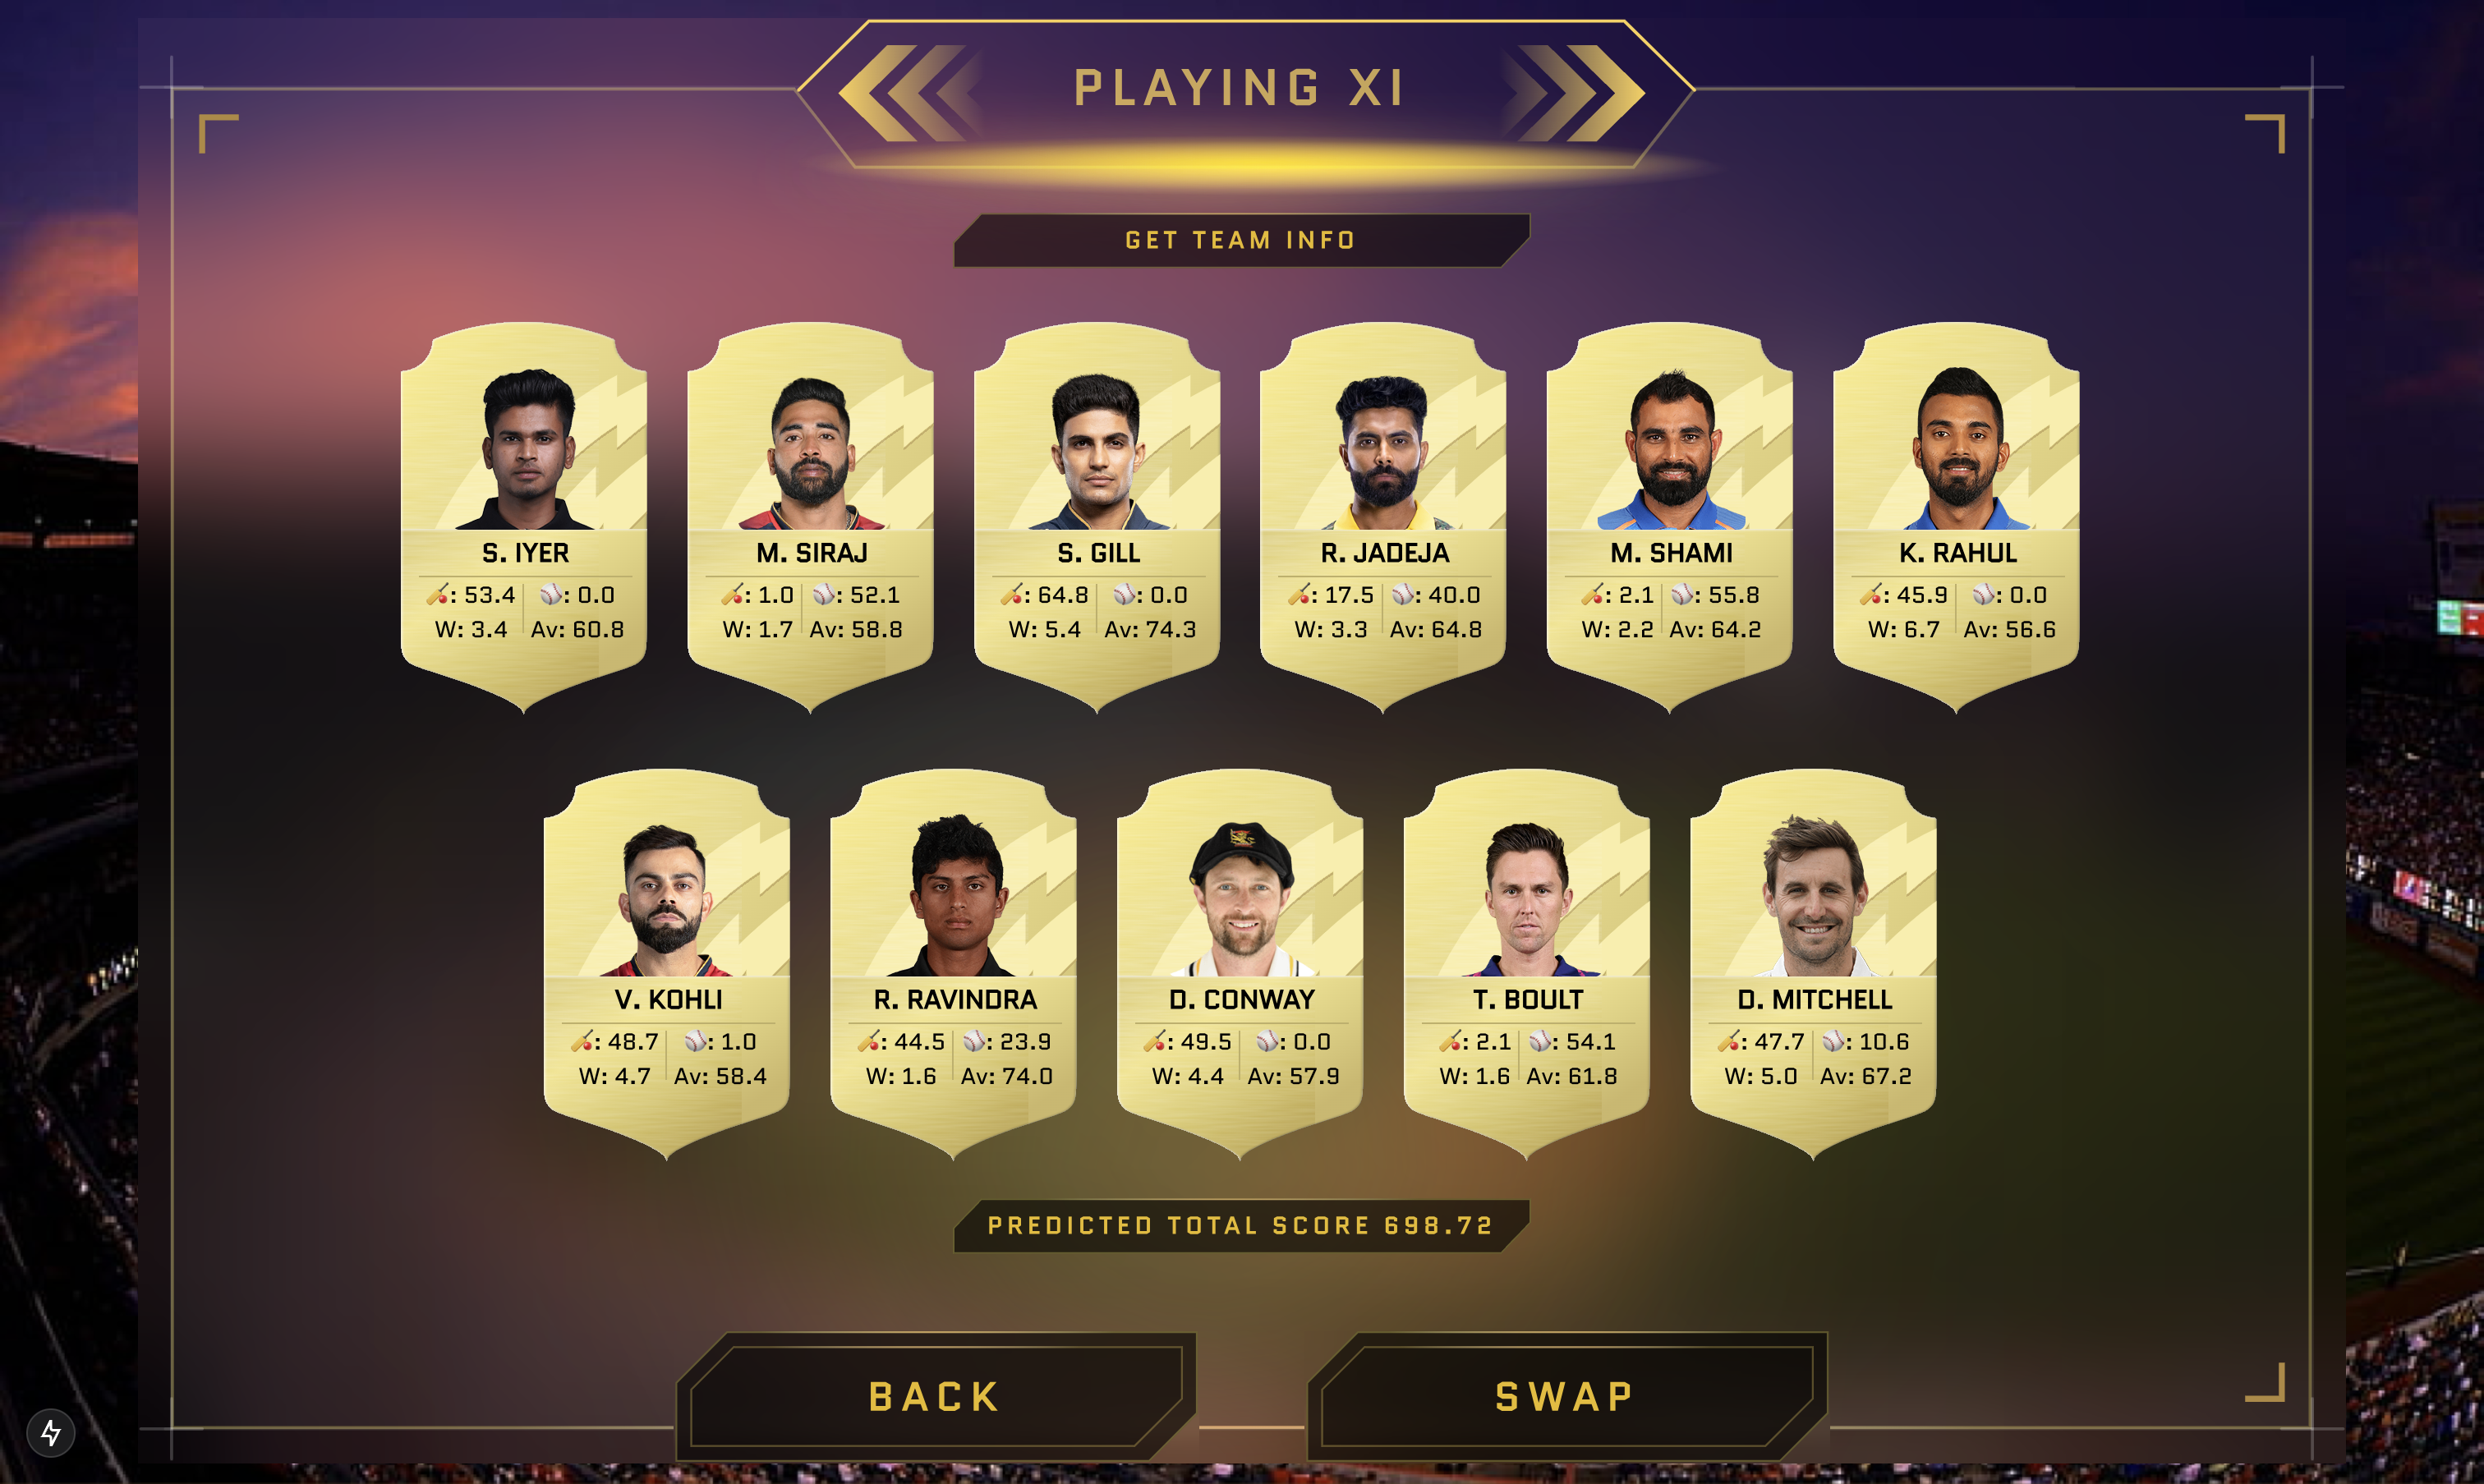 PLAYING XI
GET TEAM INFO
S. IYER
🏏: 53.4 ⚾: 0.0
W: 3.4 Av: 60.8
M. SIRAJ
🏏: 1.0 ⚾: 52.1
W: 1.7 Av: 58.8
S. GILL
🏏: 64.8 ⚾: 0.0
W: 5.4 Av: 74.3
R. JADEJA
🏏: 17.5 ⚾: 40.0
W: 3.3 Av: 64.8
M. SHAMI
🏏: 2.1 ⚾: 55.8
W: 2.2 Av: 64.2
K. RAHUL
🏏: 45.9 ⚾: 0.0
W: 6.7 Av: 56.6
V. KOHLI
🏏: 48.7 ⚾: 1.0
W: 4.7 Av: 58.4
R. RAVINDRA
🏏: 44.5 ⚾: 23.9
W: 1.6 Av: 74.0
D. CONWAY
🏏: 49.5 ⚾: 0.0
W: 4.4 Av: 57.9
T. BOULT
🏏: 2.1 ⚾: 54.1
W: 1.6 Av: 61.8
D. MITCHELL
🏏: 47.7 ⚾: 10.6
W: 5.0 Av: 67.2
PREDICTED TOTAL SCORE 698.72
BACK
SWAP